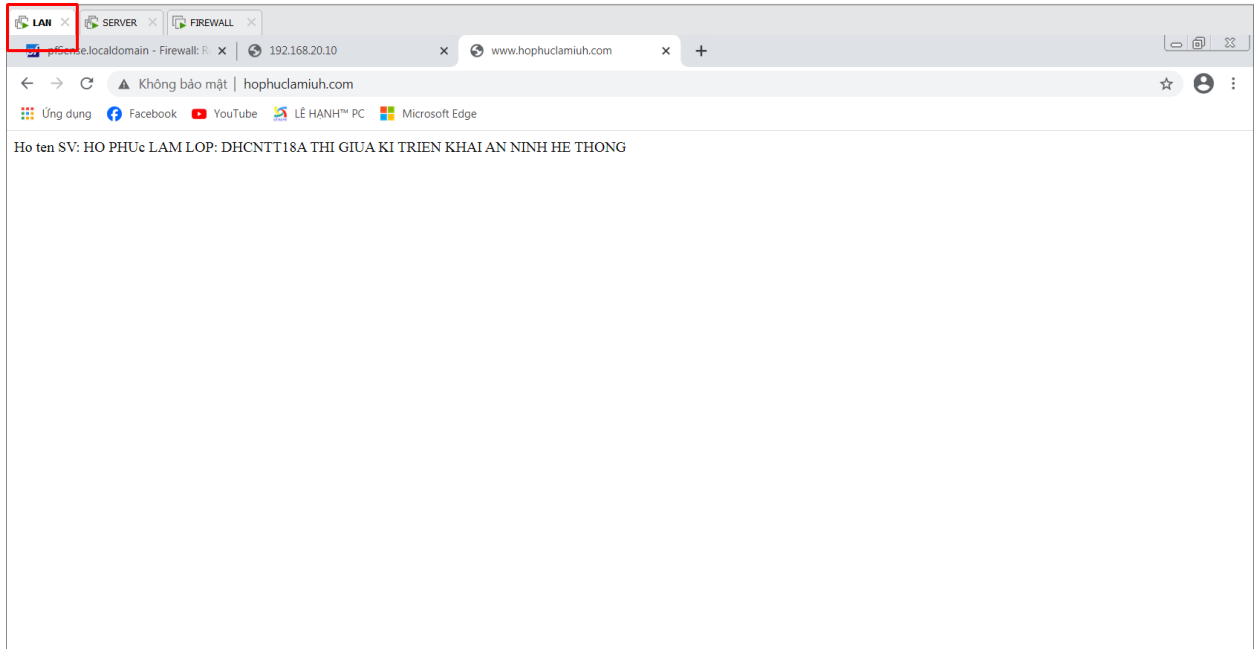 LAN SERVER FIREWALL
pfSense.localdomain - Firewall: R 192.168.20.10 www.hophuclamiuh.com
Không bảo mật hophuclamiuh.com
Ứng dụng Facebook YouTube LÊ HẠNH™ PC Microsoft Edge
Ho ten SV: HO PHUc LAM LOP: DHCNTT18A THI GIUA KI TRIEN KHAI AN NINH HE THONG